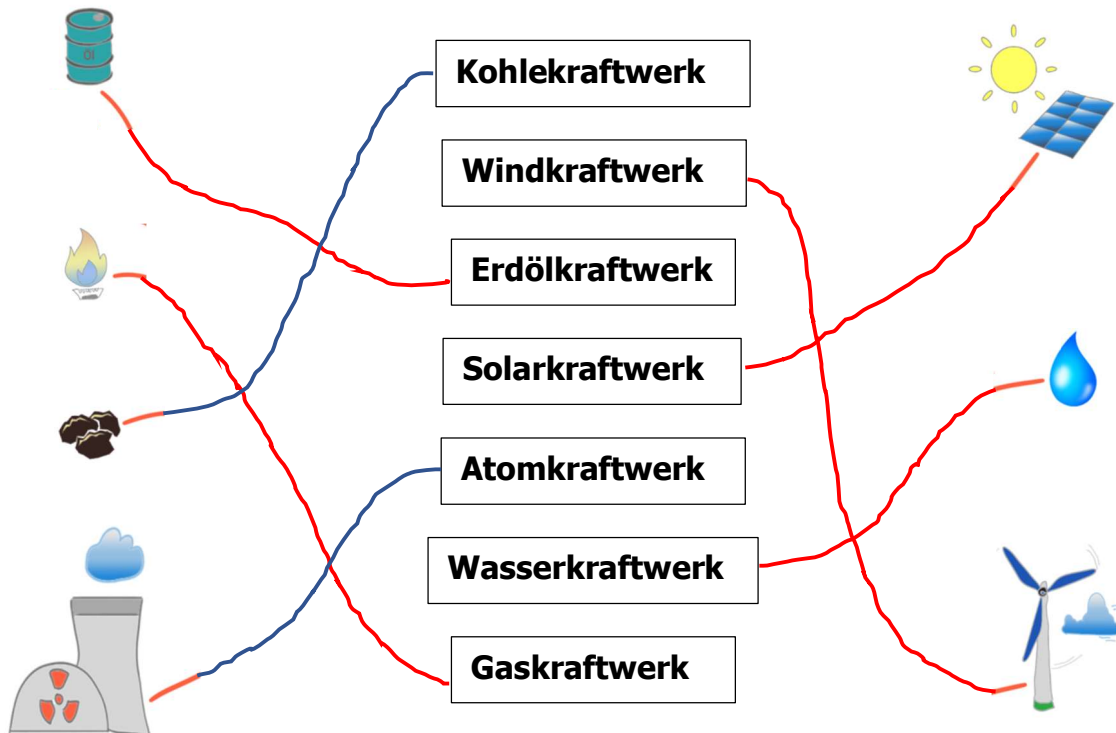 Öl
Kohlekraftwerk
Windkraftwerk
Erdölkraftwerk
Solarkraftwerk
Atomkraftwerk
Wasserkraftwerk
Gaskraftwerk